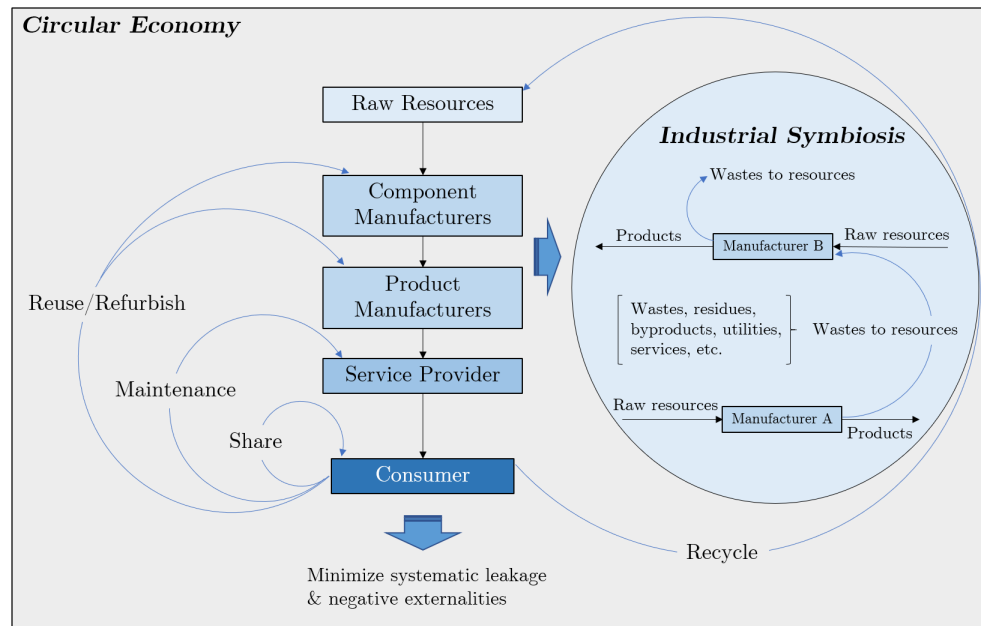 Circular Economy
Raw Resources
Component
Manufacturers
Product
Manufacturers
Service Provider
Consumer
Reuse/Refurbish
Maintenance
Share
Minimize systematic leakage
& negative externalities
Recycle
Industrial Symbiosis
Wastes to resources
Products
Manufacturer B
Raw resources
Wastes, residues,
byproducts, utilities,
services, etc.
Wastes to resources
Raw resources
Manufacturer A
Products